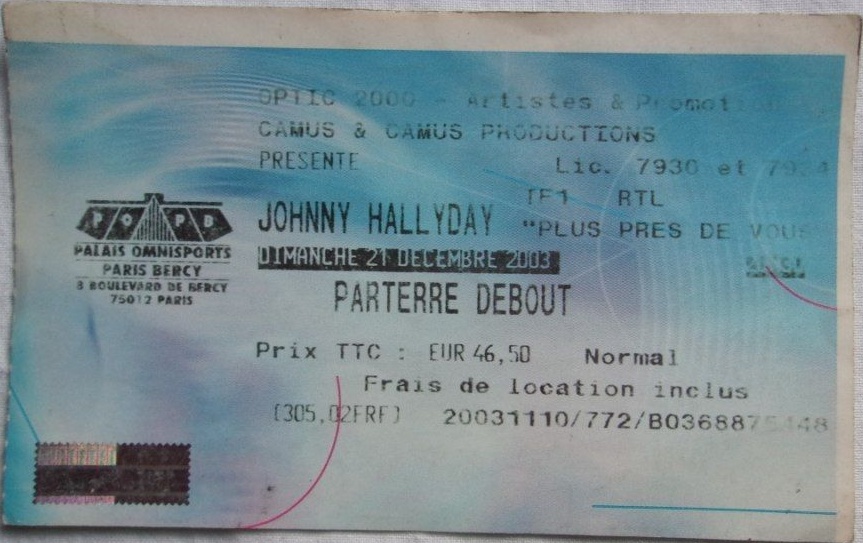 OPTIC 2000 - Artistes & Promotion
CAMUS & CAMUS PRODUCTIONS
PRESENTE Lic. 7930 et
TF1 RTL
JOHNNY HALLYDAY "PLUS PRES DE VOUS
DIMANCHE 21 DECEMBRE 2003
PARTERRE DEBOUT
POPB
PALAIS OMNISPORTS
PARIS BERCY
8 BOULEVARD DE BERCY
75012 PARIS
Prix TTC : EUR 46,50 Normal
Frais de location inclus
(305,02FRF) 20031110/772/B0368875448